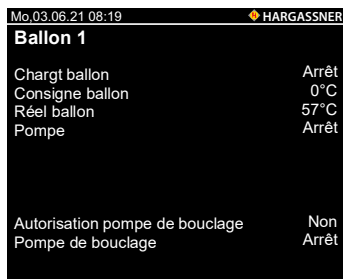 Mo,03.06.21 08:19 HARGASSNER
Ballon 1
Chargt ballon Arrêt
Consigne ballon 0°C
Réel ballon 57°C
Pompe Arrêt
Autorisation pompe de bouclage Non
Pompe de bouclage Arrêt